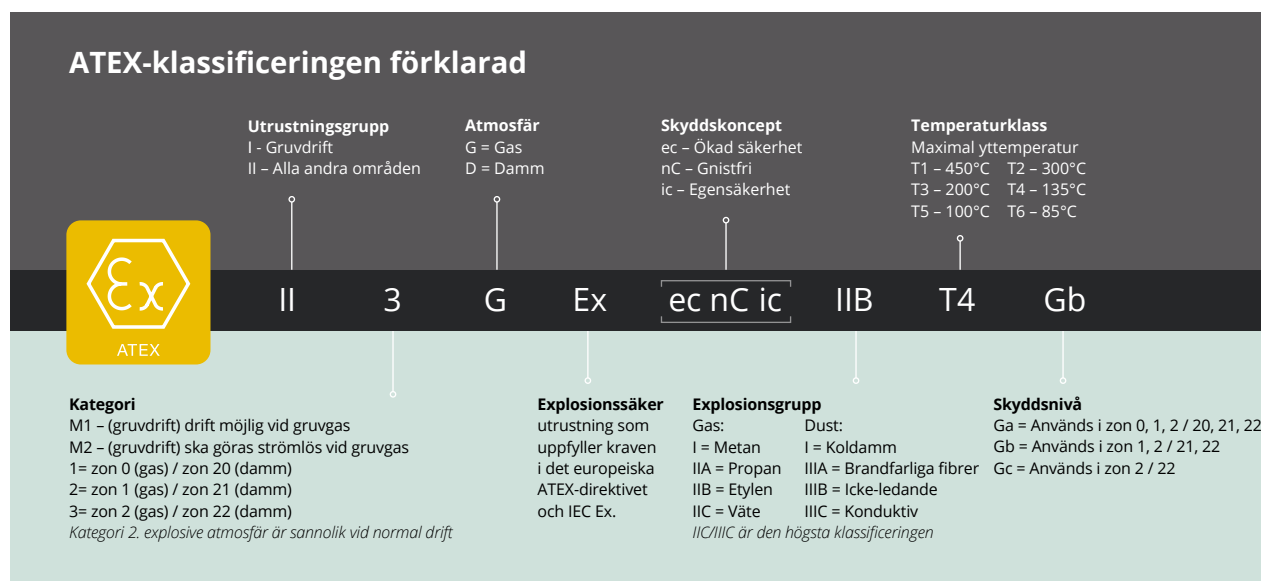 ATEX-klassificeringen förklarad
Utrustningsgrupp
I - Gruvdrift
II – Alla andra områden
Atmosfär
G = Gas
D = Damm
Skyddskoncept
ec – Ökad säkerhet
nC – Gnistfri
ic – Egensäkerhet
Temperaturklass
Maximal yttemperatur
T1 – 450°C T2 – 300°C
T3 – 200°C T4 – 135°C
T5 – 100°C T6 – 85°C
Ex
ATEX
II 3 G Ex ec nC ic IIB T4 Gb
Kategori
M1 – (gruvdrift) drift möjlig vid gruvgas
M2 – (gruvdrift) ska göras strömlös vid gruvgas
1= zon 0 (gas) / zon 20 (damm)
2= zon 1 (gas) / zon 21 (damm)
3= zon 2 (gas) / zon 22 (damm)
Kategori 2. explosive atmosfär är sannolik vid normal drift
Explosionssäker
utrustning som
uppfyller kraven
i det europeiska
ATEX-direktivet
och IEC Ex.
Explosionsgrupp
Gas:
I = Metan
IIA = Propan
IIB = Etylen
IIC = Väte
Dust:
I = Koldamm
IIIA = Brandfarliga fibrer
IIIB = Icke-ledande
IIIC = Konduktiv
IIC/IIIC är den högsta klassificeringen
Skyddsnivå
Ga = Används i zon 0, 1, 2 / 20, 21, 22
Gb = Används i zon 1, 2 / 21, 22
Gc = Används i zon 2 / 22